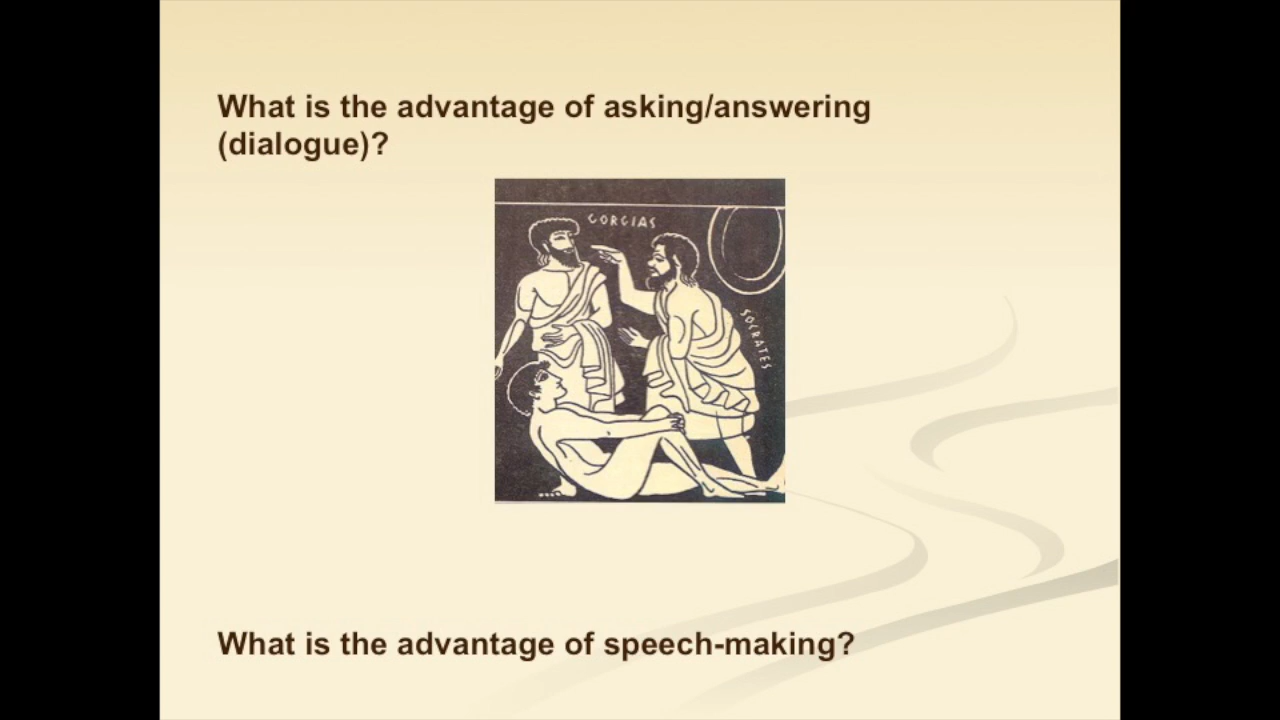 What is the advantage of asking/answering
(dialogue)?
GORGIAS
SOCRATES
What is the advantage of speech-making?